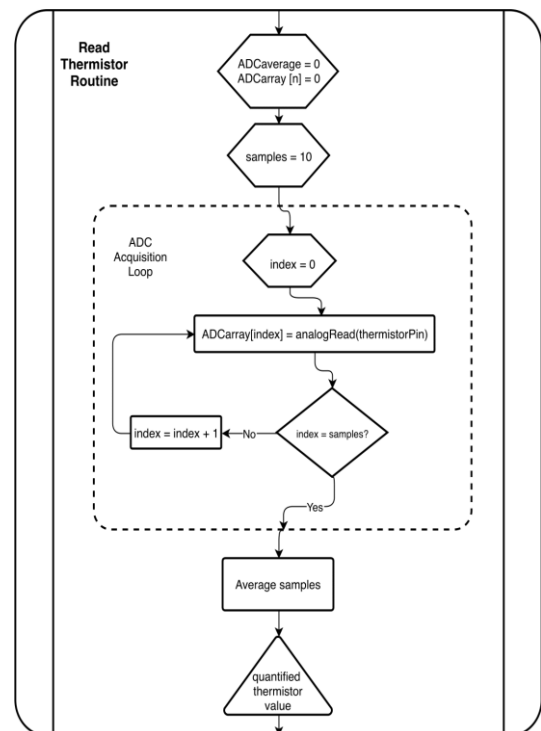 Read
Thermistor
Routine
ADCaverage = 0
ADCarray [n] = 0
samples = 10
ADC
Acquisition
Loop
index = 0
ADCarray[index] = analogRead(thermistorPin)
index = index + 1
No
index = samples?
Yes
Average samples
quantified
thermistor
value